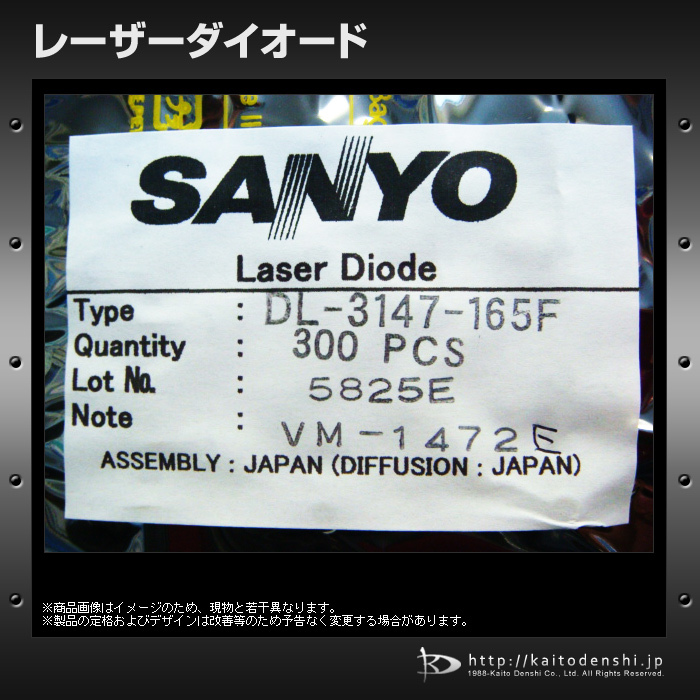 レーザーダイオード
SANYO
Laser Diode
Type : DL-3147-165F
Quantity : 300 PCS
Lot No. : 5825E
Note : VM-1472E
ASSEMBLY : JAPAN (DIFFUSION : JAPAN)
※商品画像はイメージのため、現物と若干異なります。
※製品の定格およびデザインは改善等のため予告なく変更する場合があります。
http://kaitodenshi.jp
1988-Kaito Denshi Co., Ltd. All Rights Reserved.